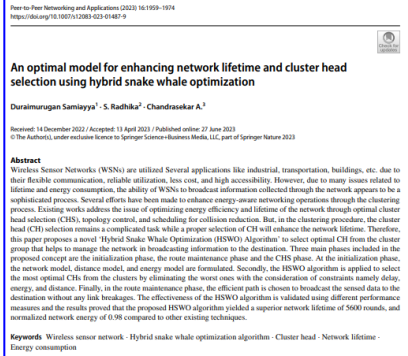 Peer-to-Peer Networking and Applications (2023) 16:1959–1974
https://doi.org/10.1007/s12083-023-01487-9
Check for
updates
An optimal model for enhancing network lifetime and cluster head
selection using hybrid snake whale optimization
Duraimurugan Samiayya¹ · S. Radhika² · Chandrasekar A.³
Received: 14 December 2022 / Accepted: 13 April 2023 / Published online: 27 June 2023
© The Author(s), under exclusive licence to Springer Science+Business Media, LLC, part of Springer Nature 2023
Abstract
Wireless Sensor Networks (WSNs) are utilized Several applications like industrial, transportation, buildings, etc. due to
their flexible communication, reliable utilization, less cost, and high accessibility. However, due to many issues related to
lifetime and energy consumption, the ability of WSNs to broadcast information collected through the network appears to be a
sophisticated process. Several efforts have been made to enhance energy-aware networking operations through the clustering
process. Existing works address the issue of optimizing energy efficiency and lifetime of the network through optimal cluster
head selection (CHS), topology control, and scheduling for collision reduction. But, in the clustering procedure, the cluster
head (CH) selection remains a complicated task while a proper selection of CH will enhance the network lifetime. Therefore,
this paper proposes a novel 'Hybrid Snake Whale Optimization (HSWO) Algorithm' to select optimal CH from the cluster
group that helps to manage the network in broadcasting information to the destination. Three main phases included in the
proposed concept are the initialization phase, the route maintenance phase and the CHS phase. At the initialization phase,
the network model, distance model, and energy model are formulated. Secondly, the HSWO algorithm is applied to select
the most optimal CHs from the clusters by eliminating the worst ones with the consideration of constraints namely delay,
energy, and distance. Finally, in the route maintenance phase, the efficient path is chosen to broadcast the sensed data to the
destination without any link breakages. The effectiveness of the HSWO algorithm is validated using different performance
measures and the results proved that the proposed HSWO algorithm yielded a superior network lifetime of 5600 rounds, and
normalized network energy of 0.98 compared to other existing techniques.
Keywords Wireless sensor network · Hybrid snake whale optimization algorithm · Cluster head · Network lifetime ·
Energy consumption